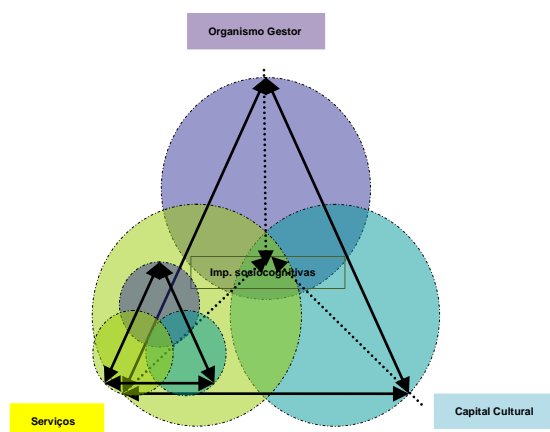 Organismo Gestor
Imp. sociocognitivas
Capital Cultural
Serviços